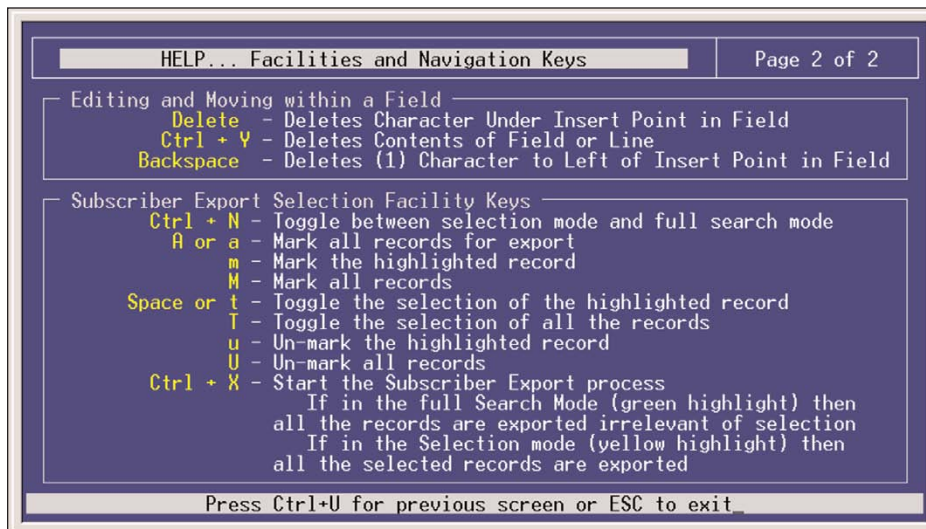 HELP... Facilities and Navigation Keys
Page 2 of 2
Editing and Moving within a Field
Delete - Deletes Character Under Insert Point in Field
Ctrl + Y - Deletes Contents of Field or Line
Backspace - Deletes (1) Character to Left of Insert Point in Field
Subscriber Export Selection Facility Keys
Ctrl + N - Toggle between selection mode and full search mode
A or a - Mark all records for export
m - Mark the highlighted record
M - Mark all records
Space or t - Toggle the selection of the highlighted record
T - Toggle the selection of all the records
u - Un-mark the highlighted record
U - Un-mark all records
Ctrl + X - Start the Subscriber Export process
If in the full Search Mode (green highlight) then
all the records are exported irrelevant of selection
If in the Selection mode (yellow highlight) then
all the selected records are exported
Press Ctrl+U for previous screen or ESC to exit_